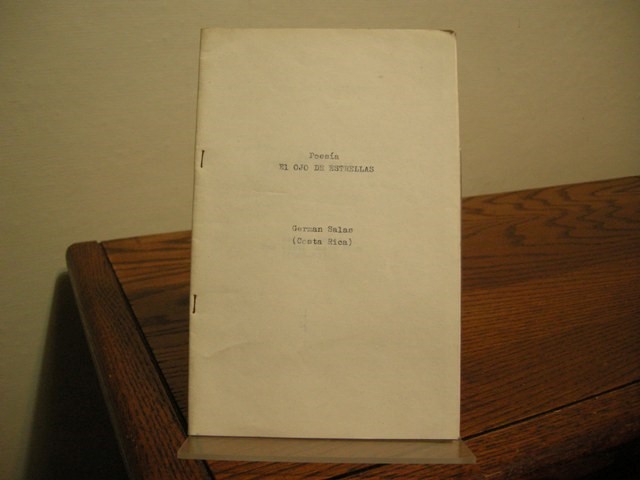 Poesía
El OJO DE ESTRELLAS
German Salas
(Costa Rica)